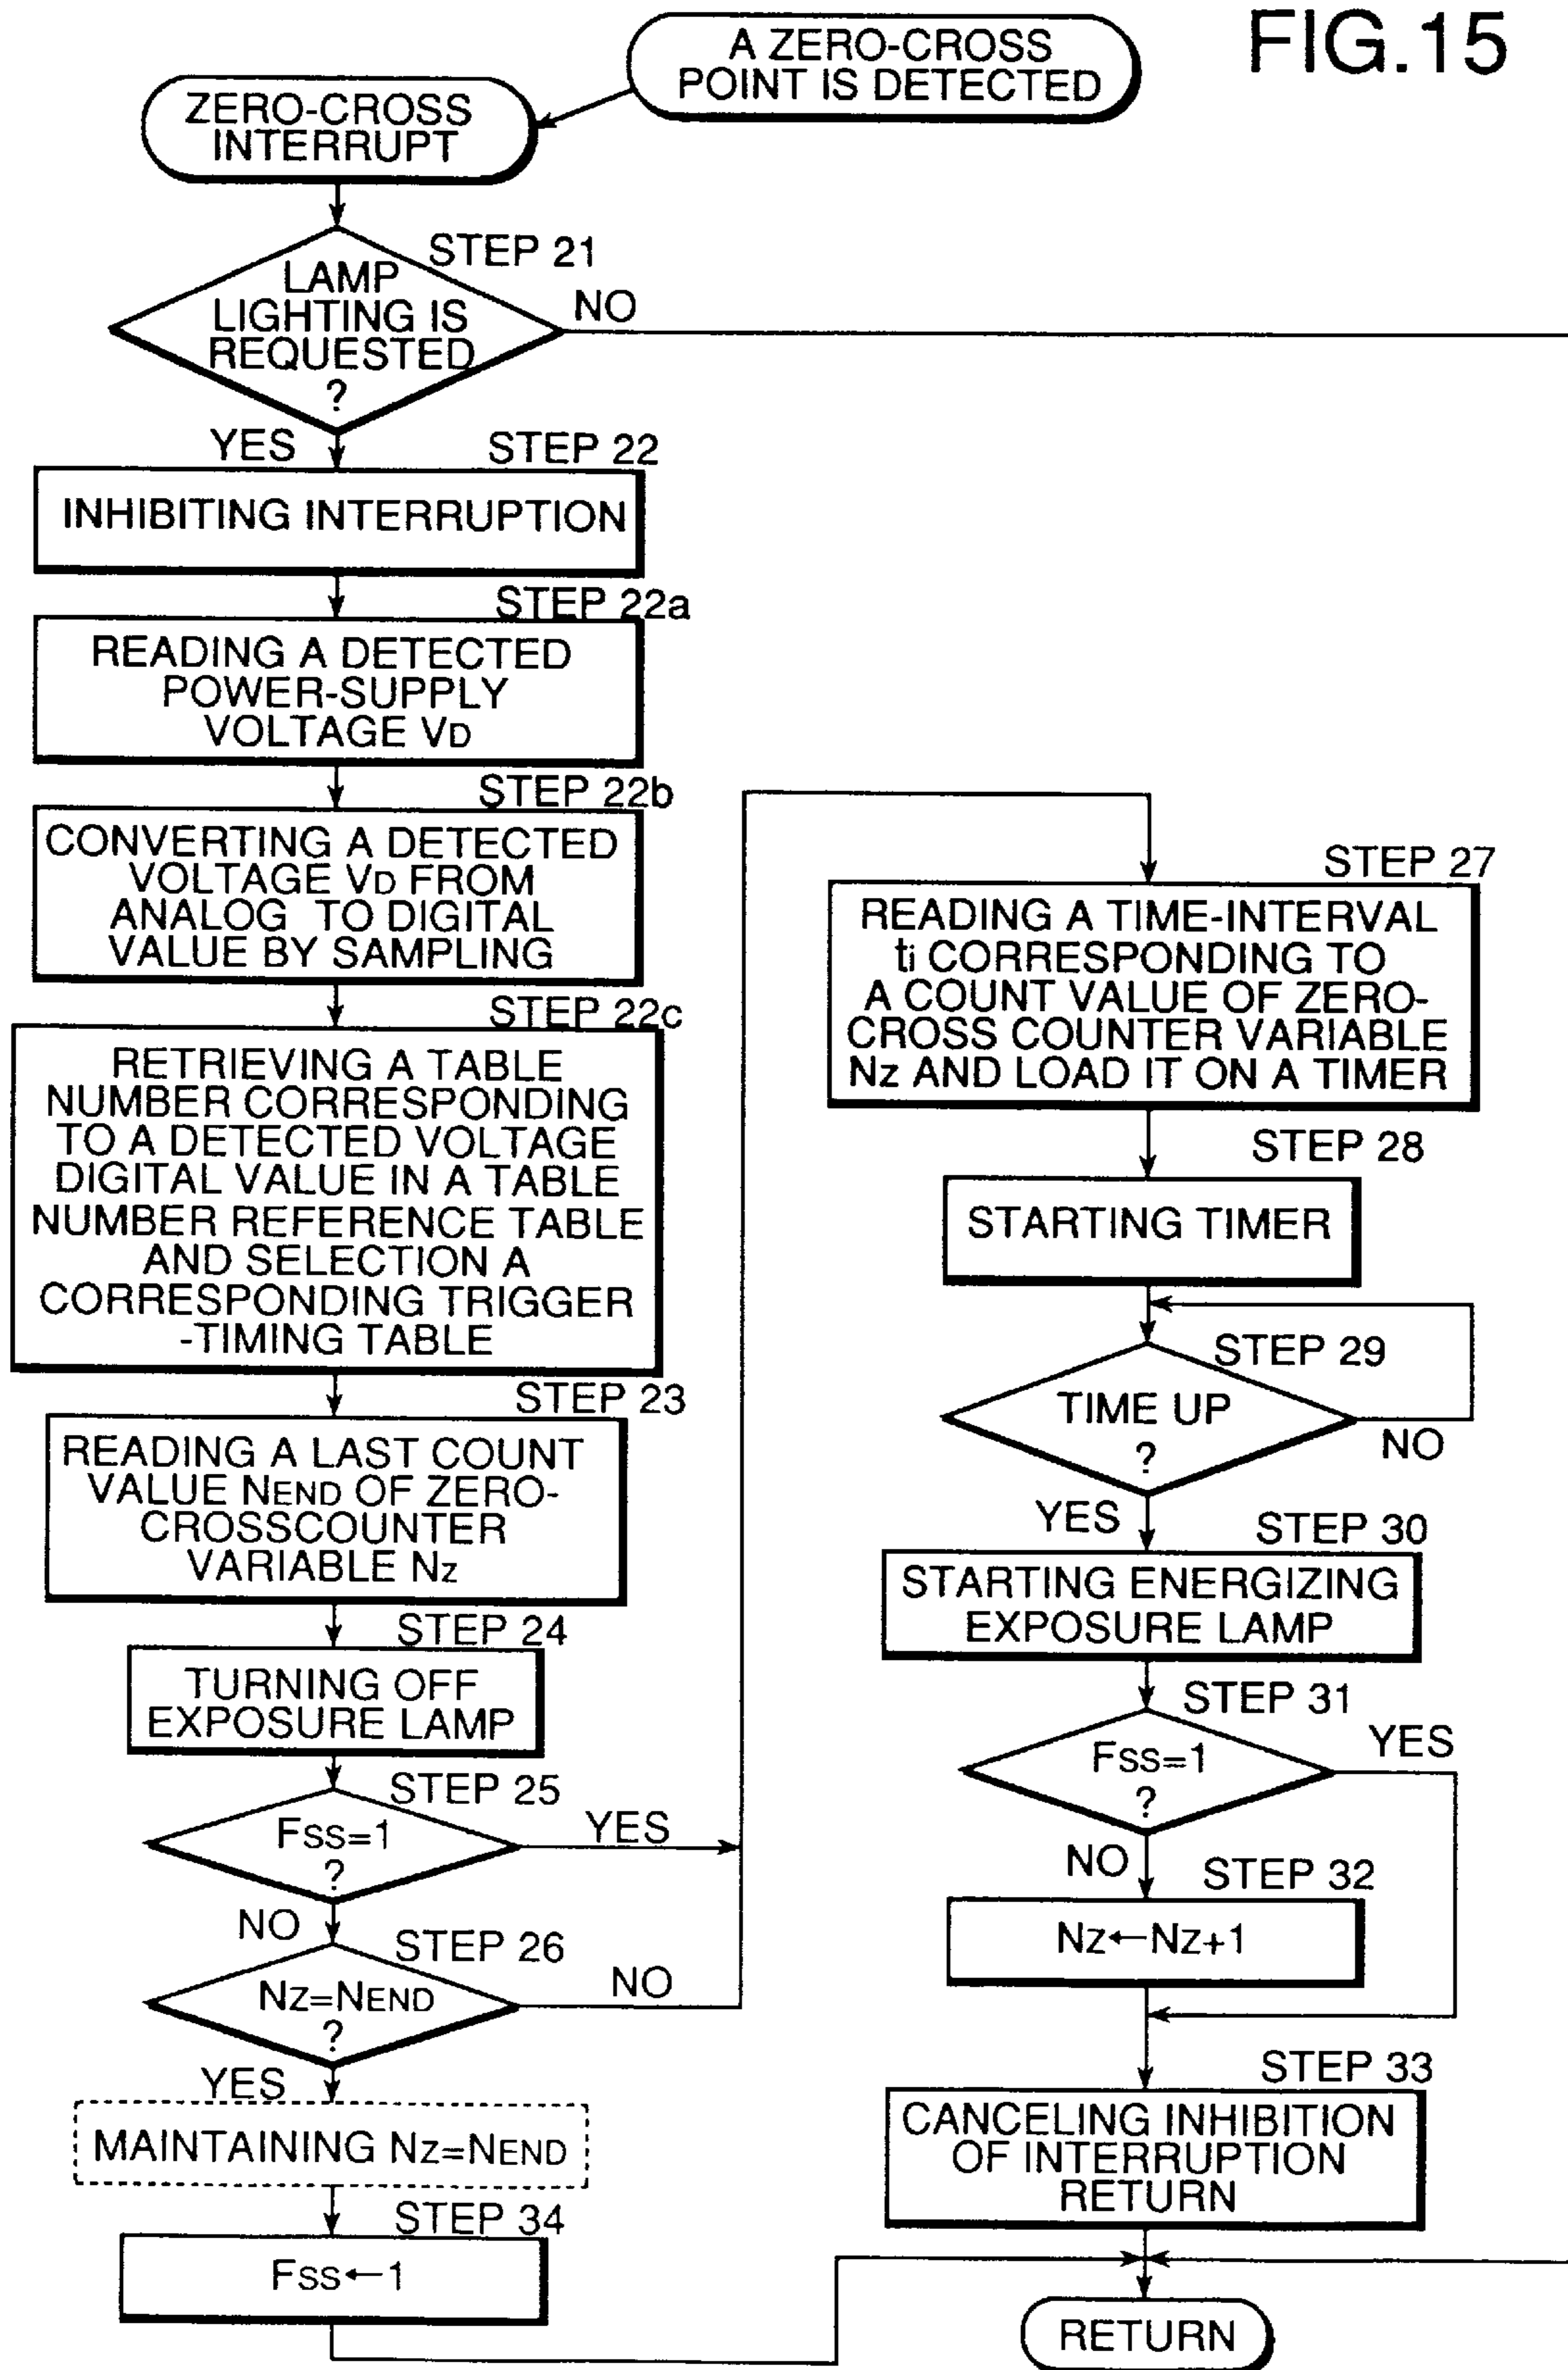 FIG.15
A ZERO-CROSS
POINT IS DETECTED
ZERO-CROSS
INTERRUPT
STEP 21
LAMP
LIGHTING IS
REQUESTED
?
NO
YES
STEP 22
INHIBITING INTERRUPTION
STEP 22a
READING A DETECTED
POWER-SUPPLY
VOLTAGE VD
STEP 22b
CONVERTING A DETECTED
VOLTAGE VD FROM
ANALOG TO DIGITAL
VALUE BY SAMPLING
STEP 22c
RETRIEVING A TABLE
NUMBER CORRESPONDING
TO A DETECTED VOLTAGE
DIGITAL VALUE IN A TABLE
NUMBER REFERENCE TABLE
AND SELECTION A
CORRESPONDING TRIGGER
-TIMING TABLE
STEP 23
READING A LAST COUNT
VALUE NEND OF ZERO-
CROSSCOUNTER
VARIABLE NZ
STEP 24
TURNING OFF
EXPOSURE LAMP
STEP 25
FSS=1
?
YES
NO
STEP 26
NZ=NEND
?
NO
YES
MAINTAINING NZ=NEND
STEP 34
FSS←1
STEP 27
READING A TIME-INTERVAL
ti CORRESPONDING TO
A COUNT VALUE OF ZERO-
CROSS COUNTER VARIABLE
NZ AND LOAD IT ON A TIMER
STEP 28
STARTING TIMER
STEP 29
TIME UP
?
NO
YES
STEP 30
STARTING ENERGIZING
EXPOSURE LAMP
STEP 31
FSS=1
?
YES
NO
STEP 32
NZ←NZ+1
STEP 33
CANCELING INHIBITION
OF INTERRUPTION
RETURN
RETURN